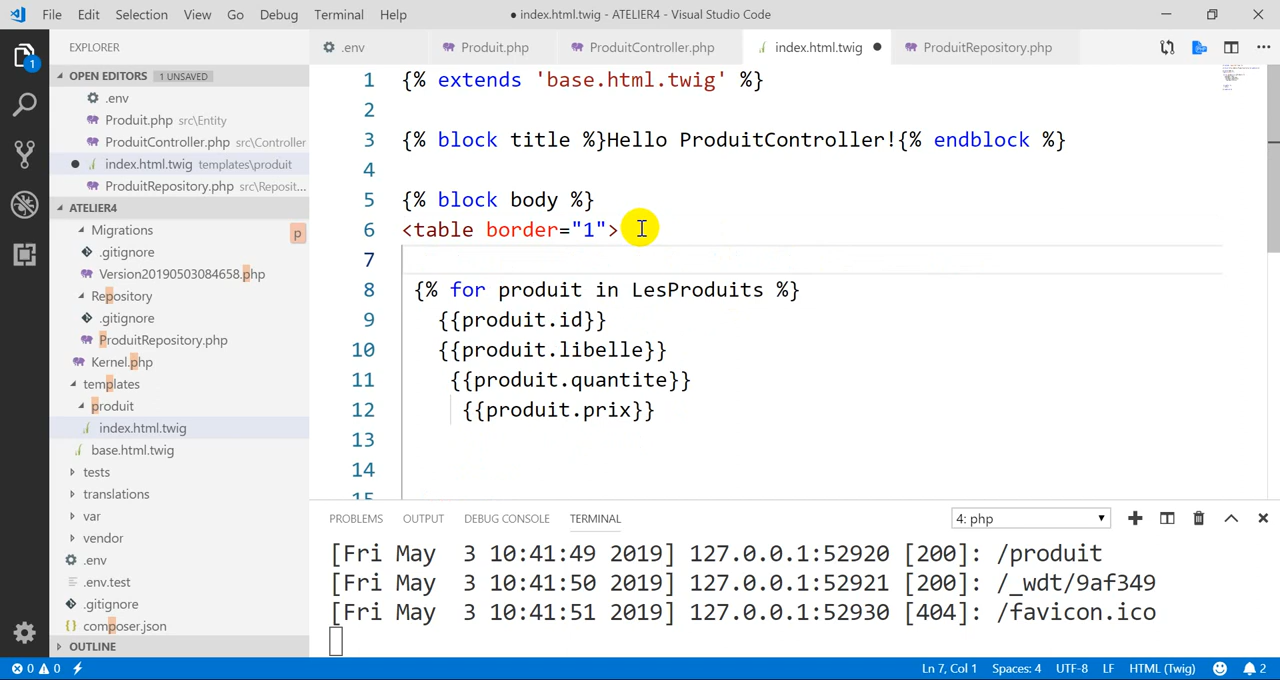 File Edit Selection View Go Debug Terminal Help ● index.html.twig - ATELIER4 - Visual Studio Code
EXPLORER
.env Produit.php ProduitController.php index.html.twig ● ProduitRepository.php
OPEN EDITORS 1 UNSAVED
.env
Produit.php src\Entity
ProduitController.php src\Controller
index.html.twig templates\produit
ProduitRepository.php src\Reposit...
ATELIER4
Migrations
.gitignore
Version20190503084658.php
Repository
.gitignore
ProduitRepository.php
Kernel.php
templates
produit
index.html.twig
base.html.twig
tests
translations
var
vendor
.env
.env.test
.gitignore
composer.json
OUTLINE
1
p
1 {% extends 'base.html.twig' %}
2
3 {% block title %}Hello ProduitController!{% endblock %}
4
5 {% block body %}
6 <table border="1">
7
8 {% for produit in LesProduits %}
9 {{produit.id}}
10 {{produit.libelle}}
11 {{produit.quantite}}
12 {{produit.prix}}
13
14
15
PROBLEMS OUTPUT DEBUG CONSOLE TERMINAL 4: php
[Fri May  3 10:41:49 2019] 127.0.0.1:52920 [200]: /produit
[Fri May  3 10:41:50 2019] 127.0.0.1:52921 [200]: /_wdt/9af349
[Fri May  3 10:41:51 2019] 127.0.0.1:52930 [404]: /favicon.ico
0 0 Ln 7, Col 1 Spaces: 4 UTF-8 LF HTML (Twig) 2